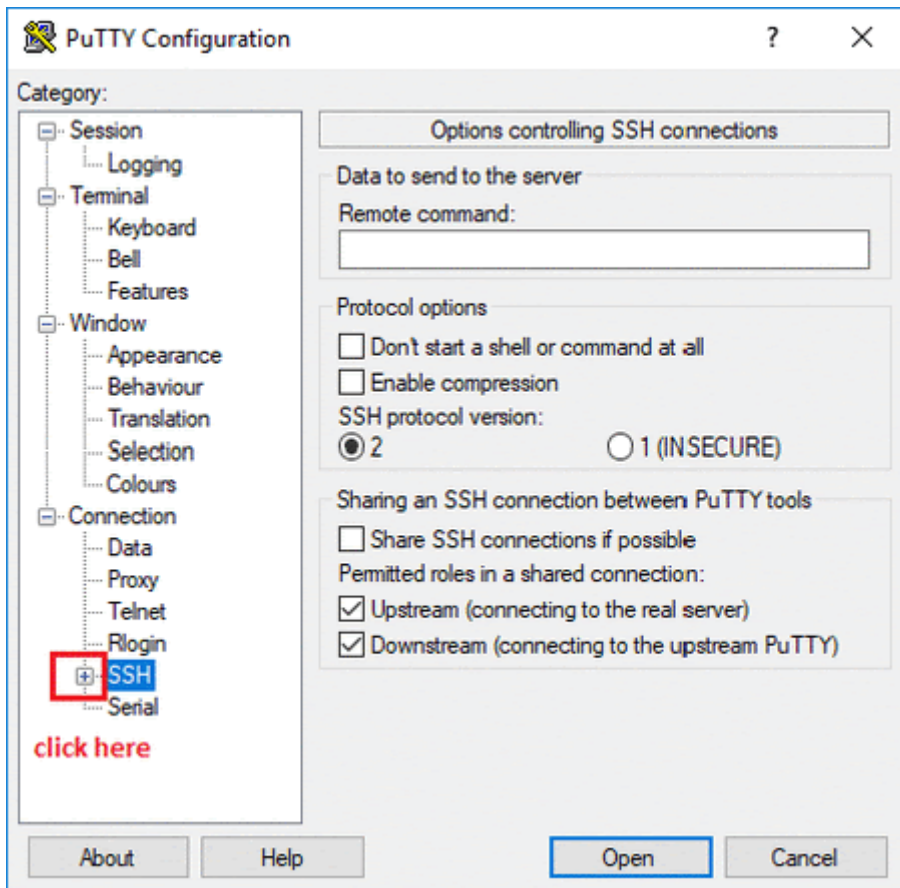 PuTTY Configuration
?
Category:
Session
Logging
Terminal
Keyboard
Bell
Features
Window
Appearance
Behaviour
Translation
Selection
Colours
Connection
Data
Proxy
Telnet
Rlogin
SSH
Serial
click here
Options controlling SSH connections
Data to send to the server
Remote command:
Protocol options
Don't start a shell or command at all
Enable compression
SSH protocol version:
2 1 (INSECURE)
Sharing an SSH connection between PuTTY tools
Share SSH connections if possible
Permitted roles in a shared connection:
Upstream (connecting to the real server)
Downstream (connecting to the upstream PuTTY)
About Help Open Cancel